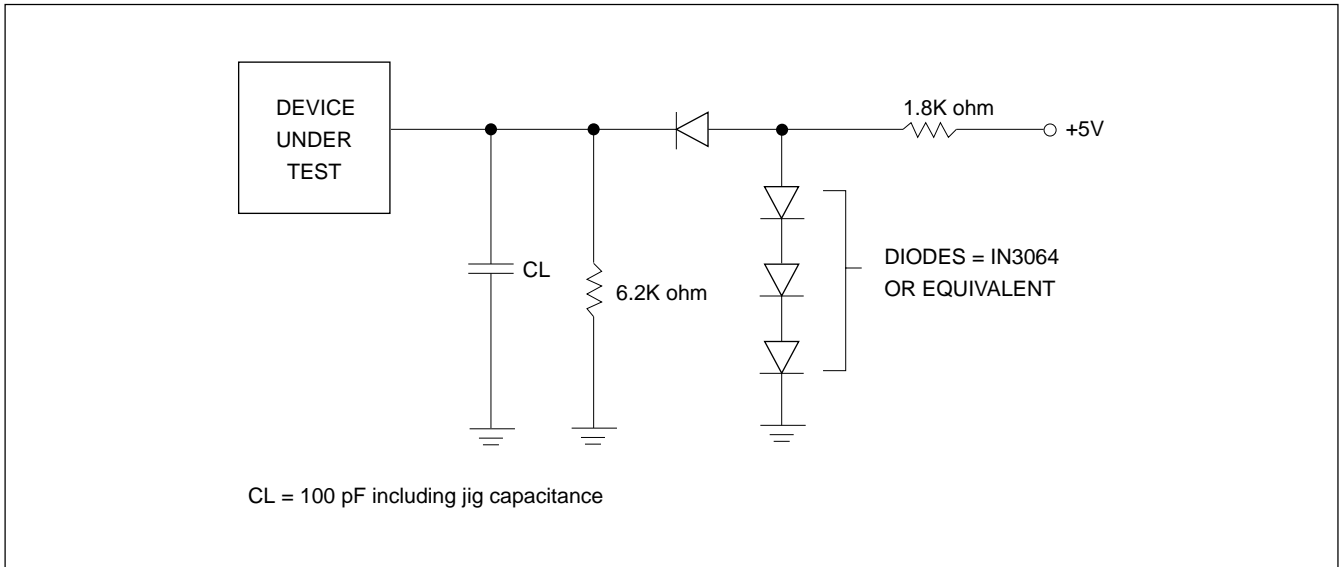 DEVICE
UNDER
TEST
1.8K ohm
+5V
CL
6.2K ohm
DIODES = IN3064
OR EQUIVALENT
CL = 100 pF including jig capacitance